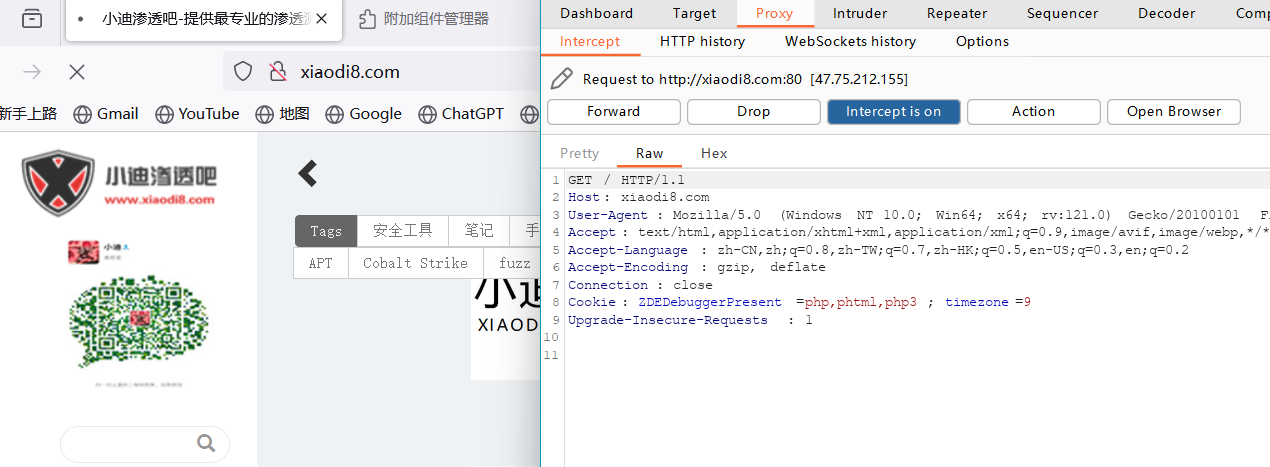 小迪渗透吧-提供最专业的渗透测
附加组件管理器
xiaodi8.com
新手上路 Gmail YouTube 地图 Google ChatGPT
小迪渗透吧
www.xiaodi8.com
小迪
Tags 安全工具 笔记 手
APT Cobalt Strike fuzz
小迪
XIAOD
Dashboard Target Proxy Intruder Repeater Sequencer Decoder Comp
Intercept HTTP history WebSockets history Options
Request to http://xiaodi8.com:80 [47.75.212.155]
Forward Drop Intercept is on Action Open Browser
Pretty Raw Hex
1 GET / HTTP/1.1
2 Host: xiaodi8.com
3 User-Agent: Mozilla/5.0 (Windows NT 10.0; Win64; x64; rv:121.0) Gecko/20100101 F
4 Accept: text/html,application/xhtml+xml,application/xml;q=0.9,image/avif,image/webp,*/*
5 Accept-Language : zh-CN,zh;q=0.8,zh-TW;q=0.7,zh-HK;q=0.5,en-US;q=0.3,en;q=0.2
6 Accept-Encoding : gzip, deflate
7 Connection: close
8 Cookie: ZDEDebuggerPresent =php,phtml,php3 ; timezone=9
9 Upgrade-Insecure-Requests : 1
10
11